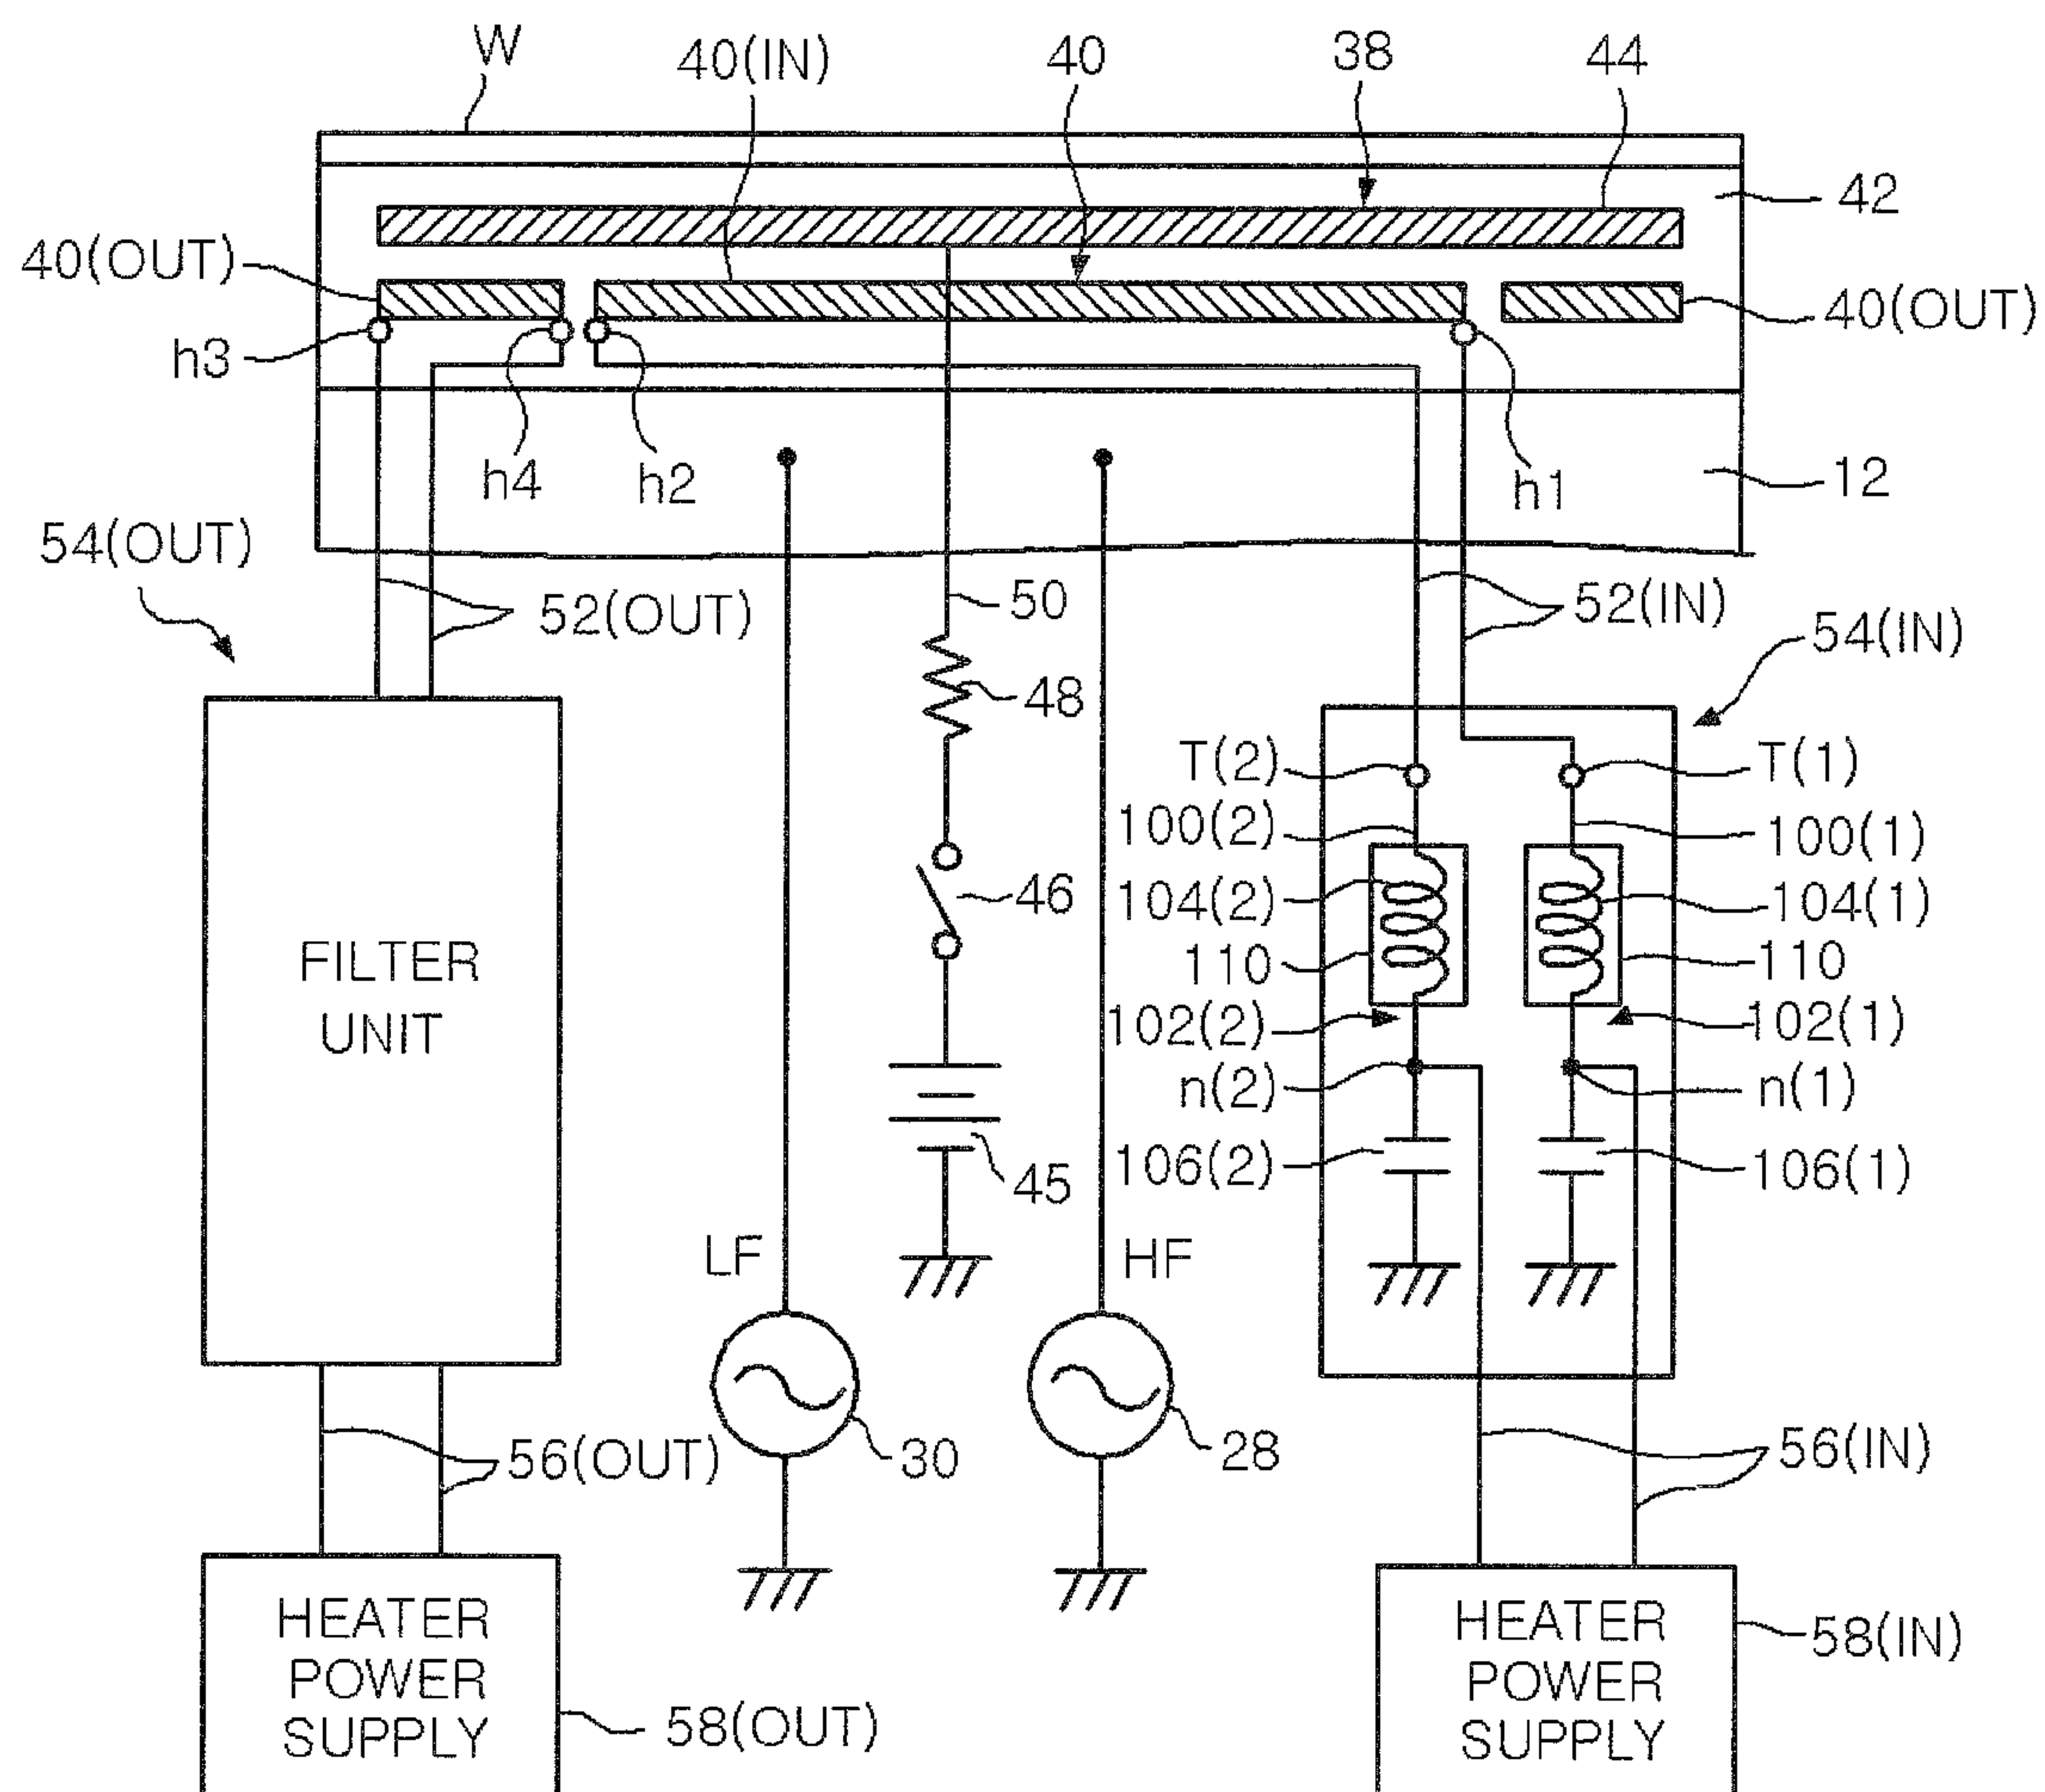 W
40(IN)
40
38
44
42
40(OUT)
40(OUT)
h3
h4
h2
h1
12
54(OUT)
52(OUT)
50
52(IN)
54(IN)
48
T(2)
T(1)
100(2)
100(1)
46
104(2)
104(1)
FILTER
UNIT
110
110
102(2)
102(1)
n(2)
n(1)
106(2)
106(1)
45
LF
HF
30
28
56(OUT)
56(IN)
HEATER
POWER
SUPPLY
58(OUT)
HEATER
POWER
SUPPLY
58(IN)